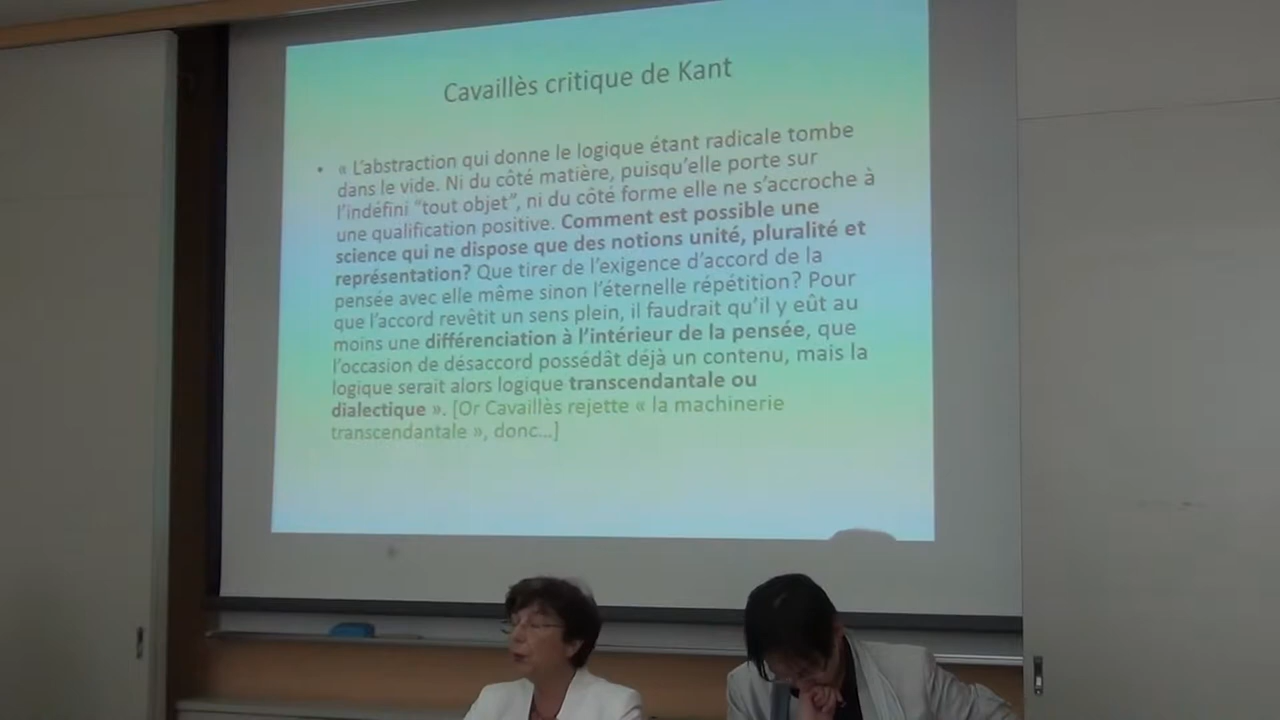 Cavaillès critique de Kant
• « L’abstraction qui donne le logique étant radicale tombe
dans le vide. Ni du côté matière, puisqu’elle porte sur
l’indéfini “tout objet”, ni du côté forme elle ne s’accroche à
une qualification positive. Comment est possible une
science qui ne dispose que des notions unité, pluralité et
représentation? Que tirer de l’exigence d’accord de la
pensée avec elle même sinon l’éternelle répétition? Pour
que l’accord revêtit un sens plein, il faudrait qu’il y eût au
moins une différenciation à l’intérieur de la pensée, que
l’occasion de désaccord possédât déjà un contenu, mais la
logique serait alors logique transcendantale ou
dialectique ». [Or Cavaillès rejette « la machinerie
transcendantale », donc…]